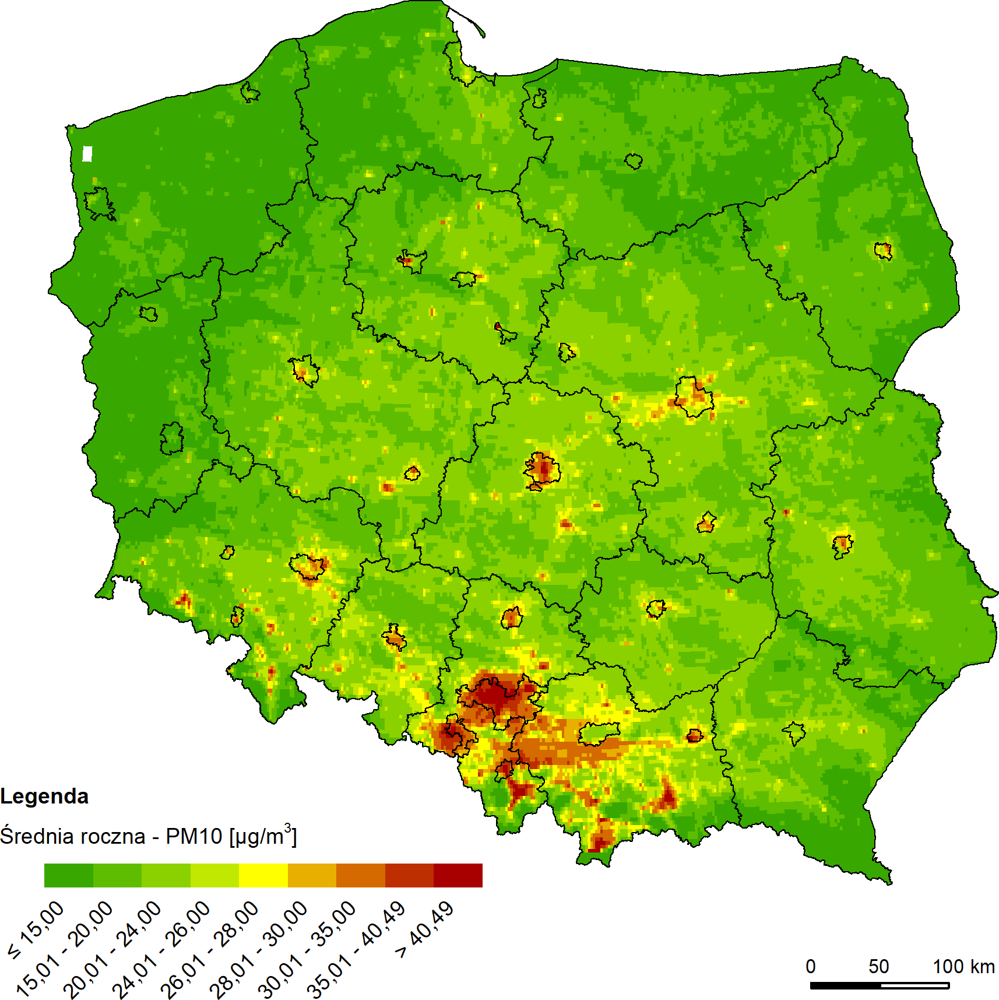 Legenda
Średnia roczna - PM10 [µg/m³]
≤ 15,00
15,01 - 20,00
20,01 - 24,00
24,01 - 26,00
26,01 - 28,00
28,01 - 30,00
30,01 - 35,00
35,01 - 40,49
> 40,49
0 50 100 km